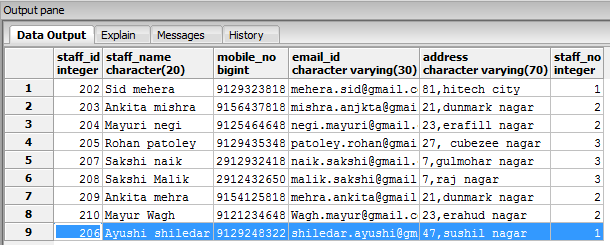 Output pane
Data Output Explain Messages History
staff_id staff_name mobile_no email_id address staff_no
integer character(20) bigint character varying(30) character varying(70) integer
1 202 Sid mehera 9129323818 mehera.sid@gmail.c 81,hitech city 1
2 203 Ankita mishra 9156437818 mishra.anjkta@gmai 21,dunmark nagar 2
3 204 Mayuri negi 9125464648 negi.mayuri@gmail. 23,erafill nagar 2
4 205 Rohan patoley 9129435348 patoley.rohan@gmai 27, cubezee nagar 3
5 207 Sakshi naik 2912932418 naik.sakshi@gmail. 7,gulmohar nagar 3
6 208 Sakshi Malik 2912432650 malik.sakshi@gmail 7,raj nagar 3
7 209 Ankita mehra 9154125818 mehra.ankita@gmail 21,dunmark nagar 2
8 210 Mayur Wagh 9121234648 Wagh.mayur@gmail.c 23,erahud nagar 2
9 206 Ayushi shiledar 9129248322 shiledar.ayushi@gm 47,sushil nagar 1